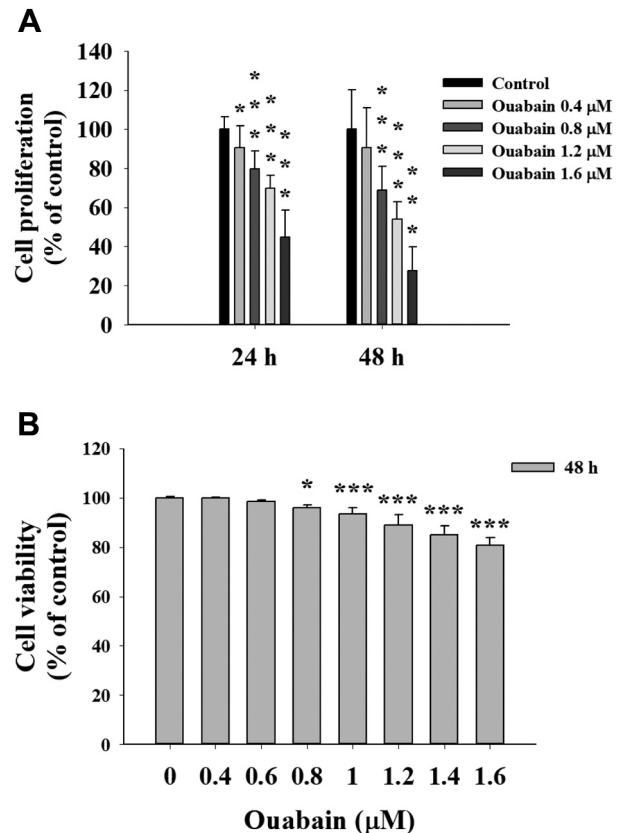 A
Cell proliferation
(% of control)
140
120
100
80
60
40
20
0
* * * * * * * * * *
* * * * * * * * *
24 h
48 h
Control
Ouabain 0.4 μM
Ouabain 0.8 μM
Ouabain 1.2 μM
Ouabain 1.6 μM
B
Cell viability
(% of control)
120
100
80
60
40
20
0
* *** *** *** ***
48 h
0 0.4 0.6 0.8 1 1.2 1.4 1.6
Ouabain (μM)